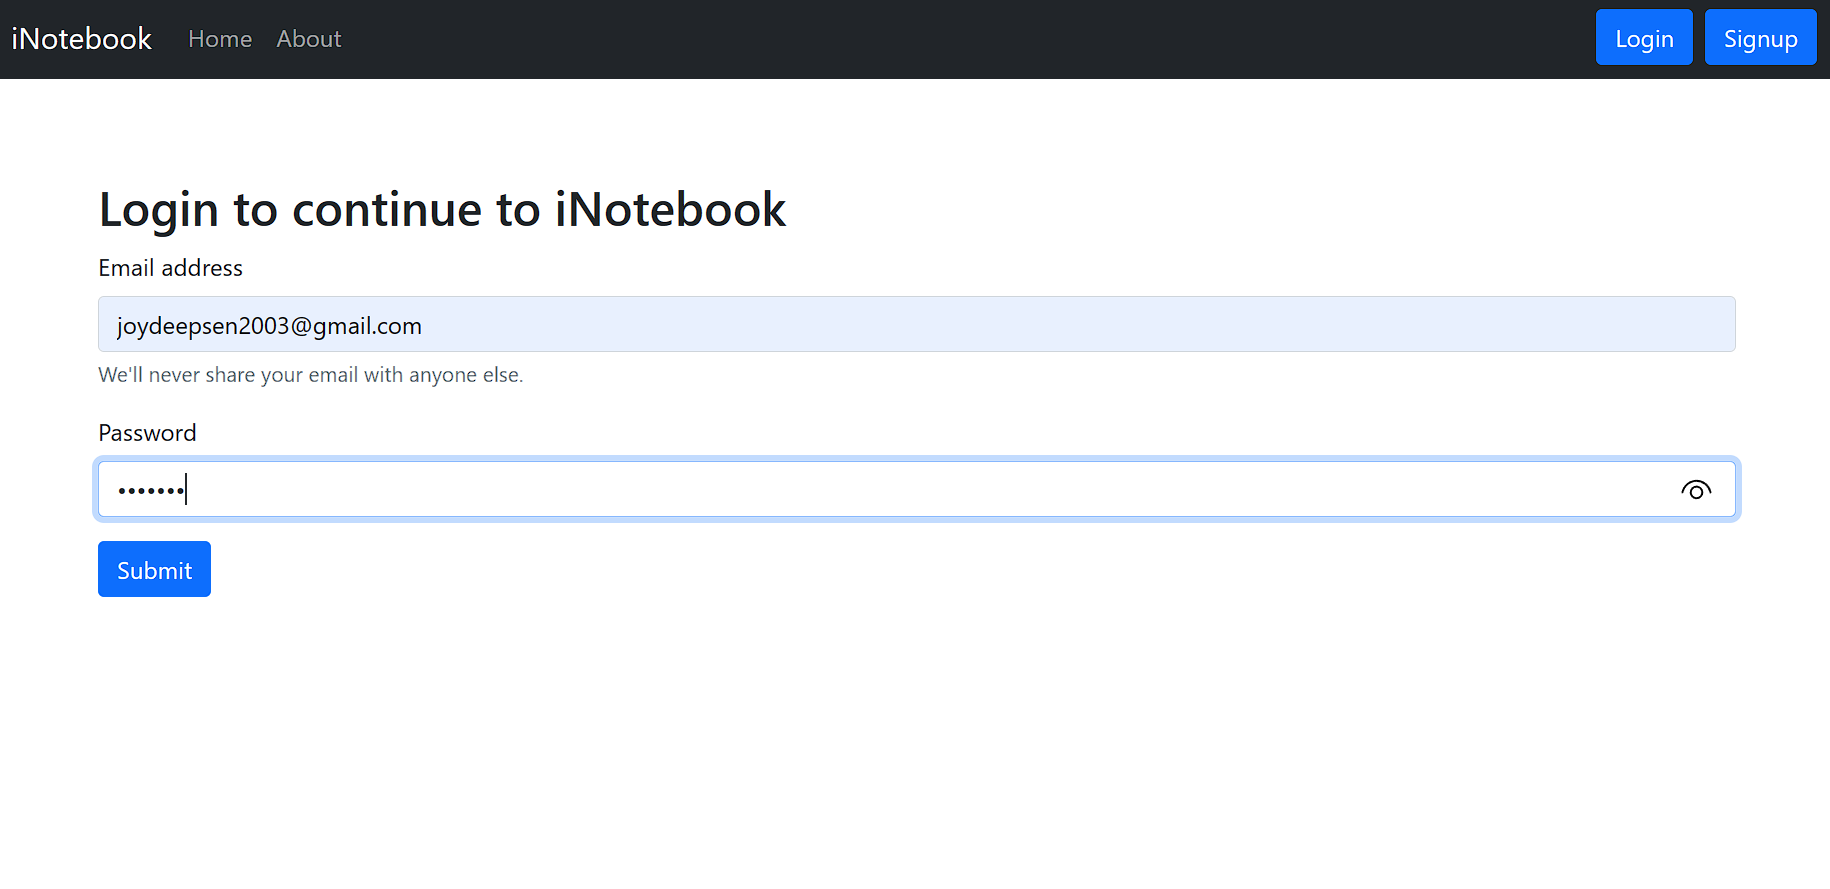 iNotebook Home About Login Signup
Login to continue to iNotebook
Email address
joydeepsen2003@gmail.com
We'll never share your email with anyone else.
Password
•••••••
Submit